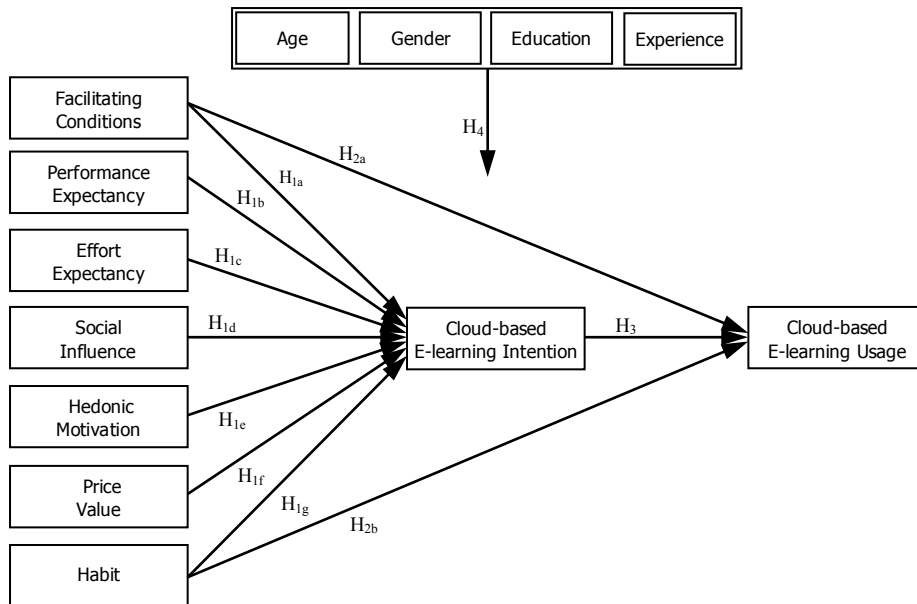 Age
Gender
Education
Experience
Facilitating
Conditions
H4
H2a
Performance
Expectancy
H1a
H1b
Effort
Expectancy
H1c
Social
Influence
H1d
Cloud-based
E-learning Intention
H3
Cloud-based
E-learning Usage
Hedonic
Motivation
H1e
Price
Value
H1f
H1g
H2b
Habit